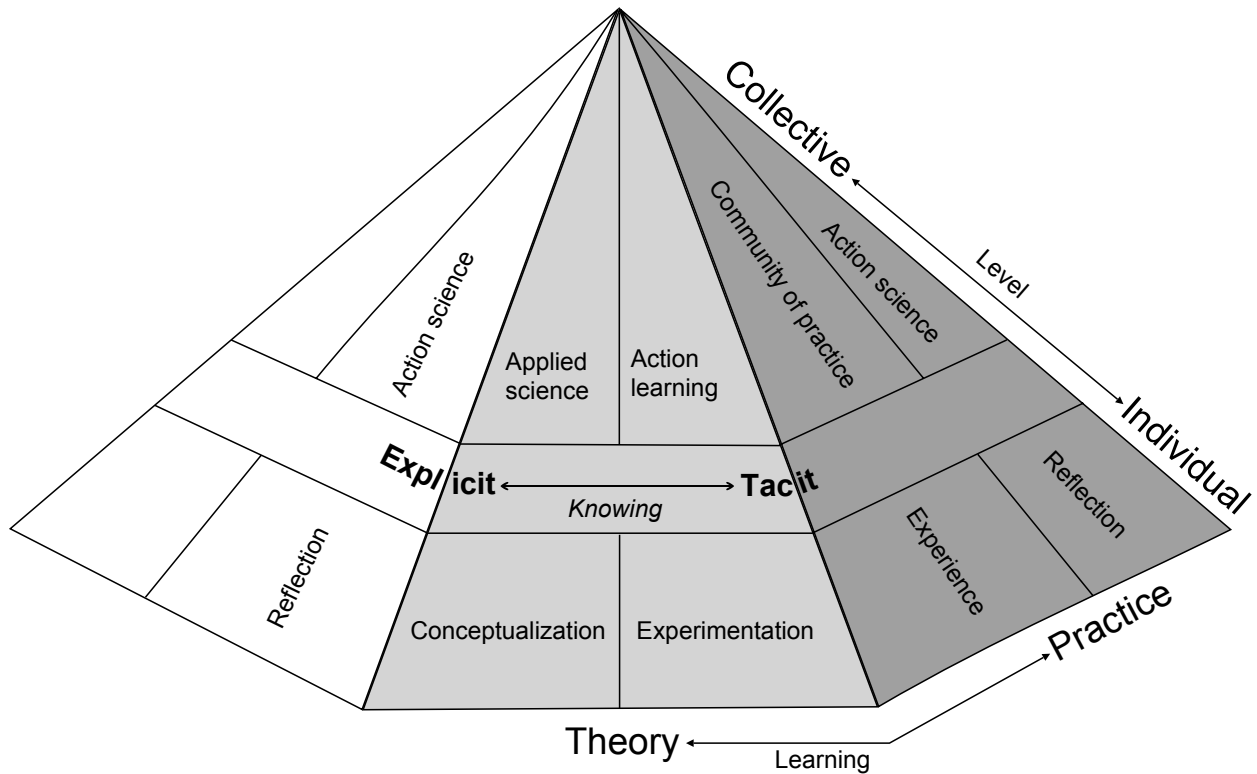 Collective
Level
Individual
Action science
Applied
science
Action
learning
Community of practice
Action science
Explicit
Tacit
Knowing
Reflection
Conceptualization
Experimentation
Experience
Reflection
Practice
Theory
Learning